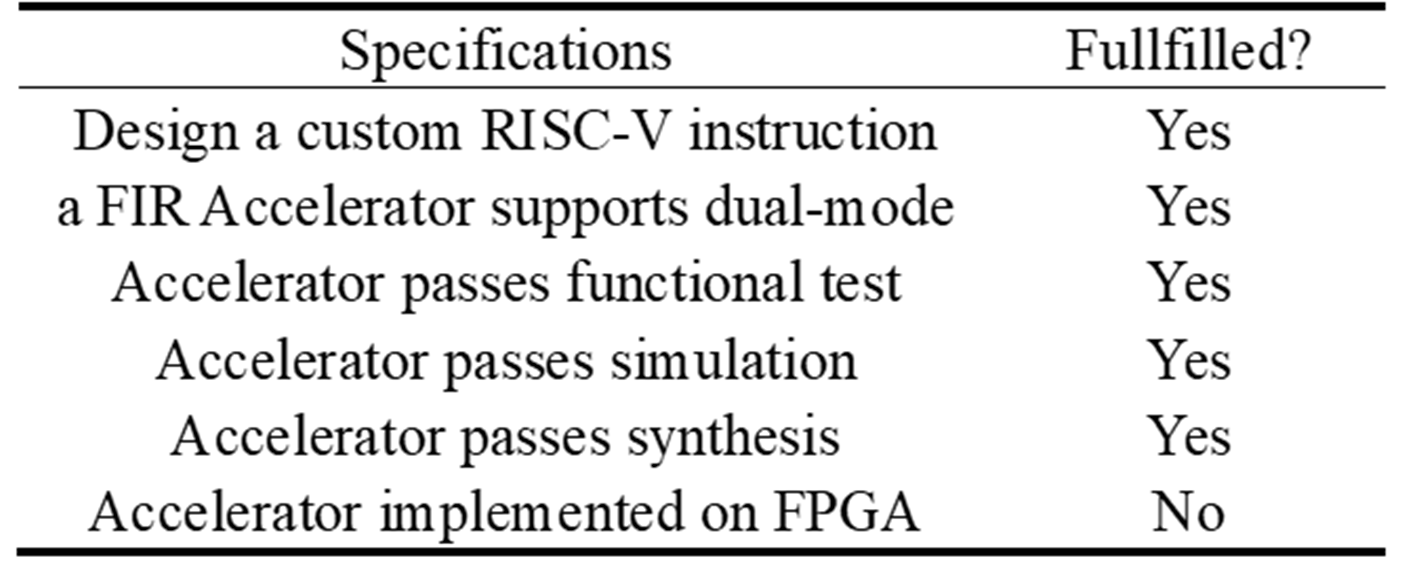 Specifications Fullfilled?
Design a custom RISC-V instruction Yes
a FIR Accelerator supports dual-mode Yes
Accelerator passes functional test Yes
Accelerator passes simulation Yes
Accelerator passes synthesis Yes
Accelerator implemented on FPGA No